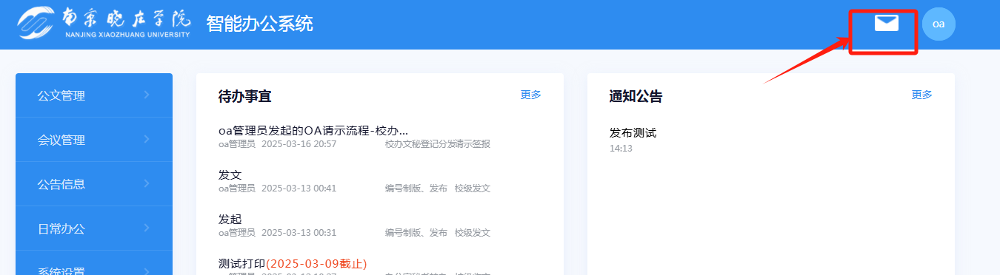 南京晓庄学院
NANJING XIAOZHUANG UNIVERSITY
智能办公系统
oa
公文管理
会议管理
公告信息
日常办公
系统设置
待办事宜 更多
oa管理员发起的OA请示流程-校办...
oa管理员 2025-03-16 20:57 校办文秘登记分发请示签报
发文
oa管理员 2025-03-13 00:41 编号制版、发布 校级发文
发起
oa管理员 2025-03-13 00:31 编号制版、发布 校级发文
测试打印(2025-03-09截止)
通知公告 更多
发布测试
14:13